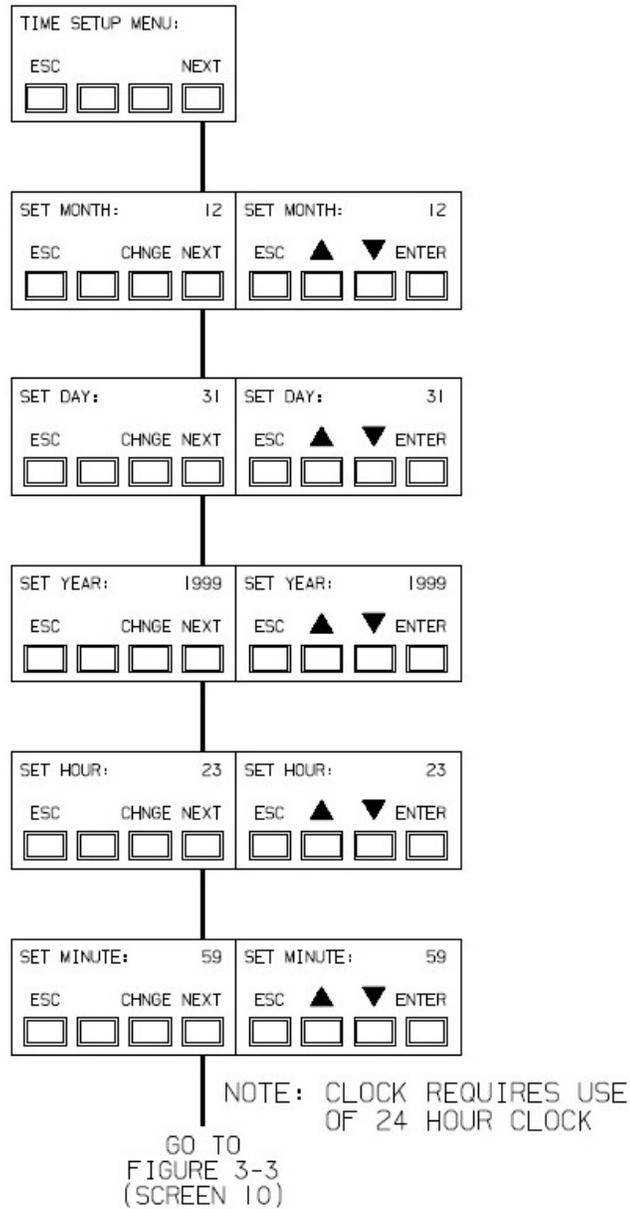 TIME SETUP MENU:
ESC NEXT
SET MONTH: 12 SET MONTH: 12
ESC CHNGE NEXT ESC ▲ ▼ ENTER
SET DAY: 31 SET DAY: 31
ESC CHNGE NEXT ESC ▲ ▼ ENTER
SET YEAR: 1999 SET YEAR: 1999
ESC CHNGE NEXT ESC ▲ ▼ ENTER
SET HOUR: 23 SET HOUR: 23
ESC CHNGE NEXT ESC ▲ ▼ ENTER
SET MINUTE: 59 SET MINUTE: 59
ESC CHNGE NEXT ESC ▲ ▼ ENTER
NOTE: CLOCK REQUIRES USE
OF 24 HOUR CLOCK
GO TO
FIGURE 3-3
(SCREEN 10)